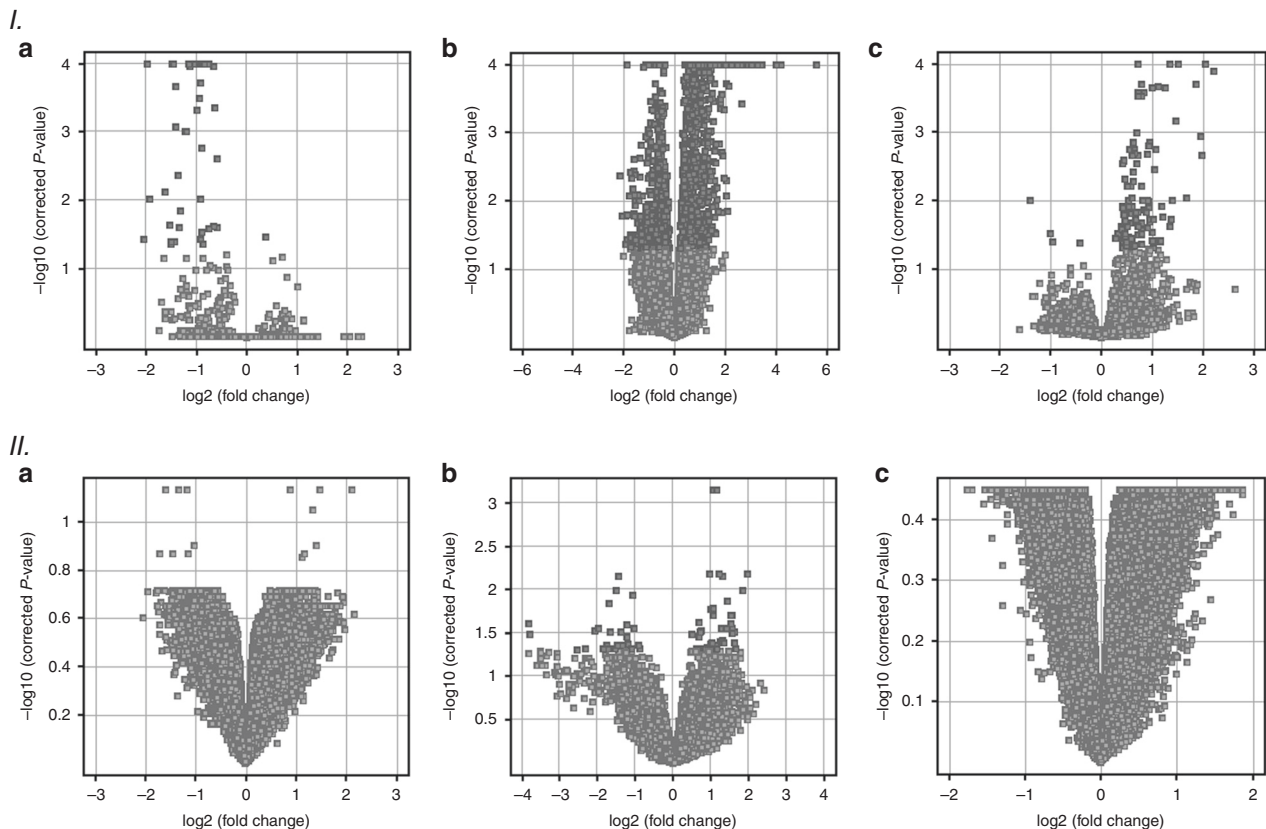 I.
a
b
c
4
3
2
1
–log10 (corrected P-value)
–3 –2 –1 0 1 2 3
log2 (fold change)
4
3
2
1
–log10 (corrected P-value)
–6 –4 –2 0 2 4 6
log2 (fold change)
4
3
2
1
–log10 (corrected P-value)
–3 –2 –1 0 1 2 3
log2 (fold change)
II.
a
b
c
1
0.8
0.6
0.4
0.2
–log10 (corrected P-value)
–3 –2 –1 0 1 2 3
log2 (fold change)
3
2.5
2
1.5
1
0.5
–log10 (corrected P-value)
–4 –3 –2 –1 0 1 2 3 4
log2 (fold change)
0.4
0.3
0.2
0.1
–log10 (corrected P-value)
–2 –1 0 1 2
log2 (fold change)